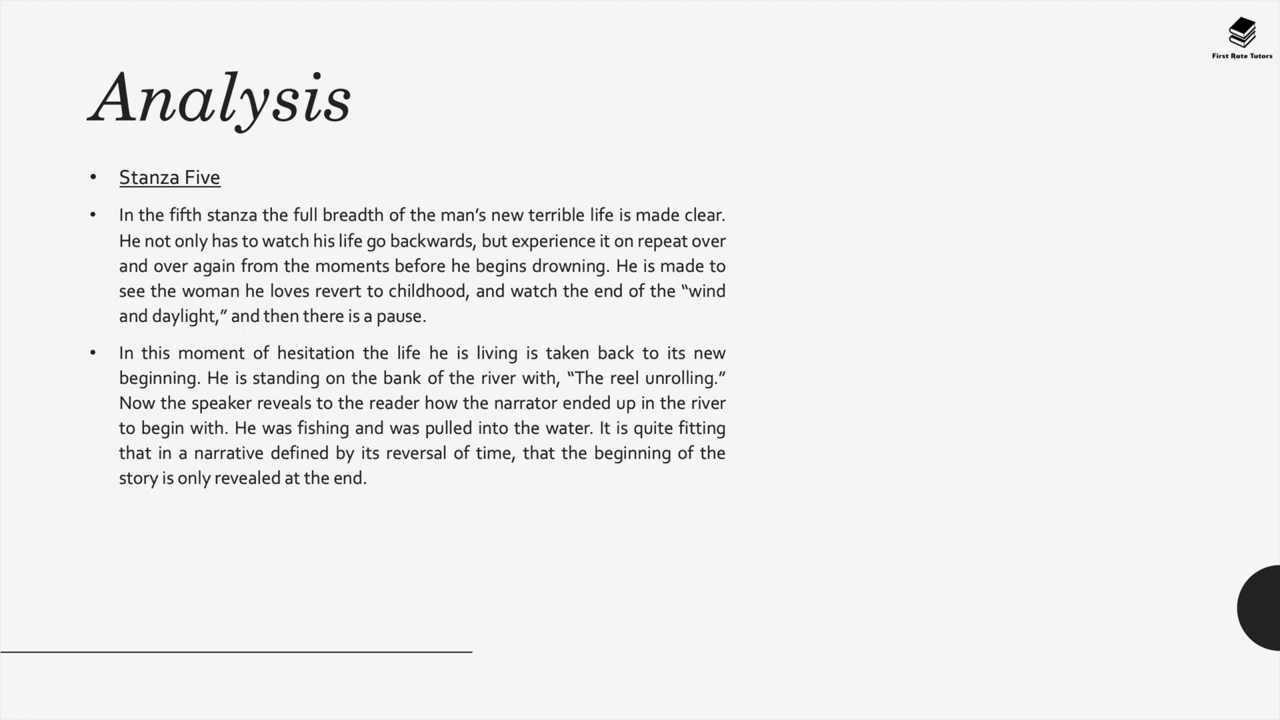 First Rate Tutors
Analysis
• Stanza Five
• In the fifth stanza the full breadth of the man’s new terrible life is made clear.
He not only has to watch his life go backwards, but experience it on repeat over
and over again from the moments before he begins drowning. He is made to
see the woman he loves revert to childhood, and watch the end of the “wind
and daylight,” and then there is a pause.
• In this moment of hesitation the life he is living is taken back to its new
beginning. He is standing on the bank of the river with, “The reel unrolling.”
Now the speaker reveals to the reader how the narrator ended up in the river
to begin with. He was fishing and was pulled into the water. It is quite fitting
that in a narrative defined by its reversal of time, that the beginning of the
story is only revealed at the end.